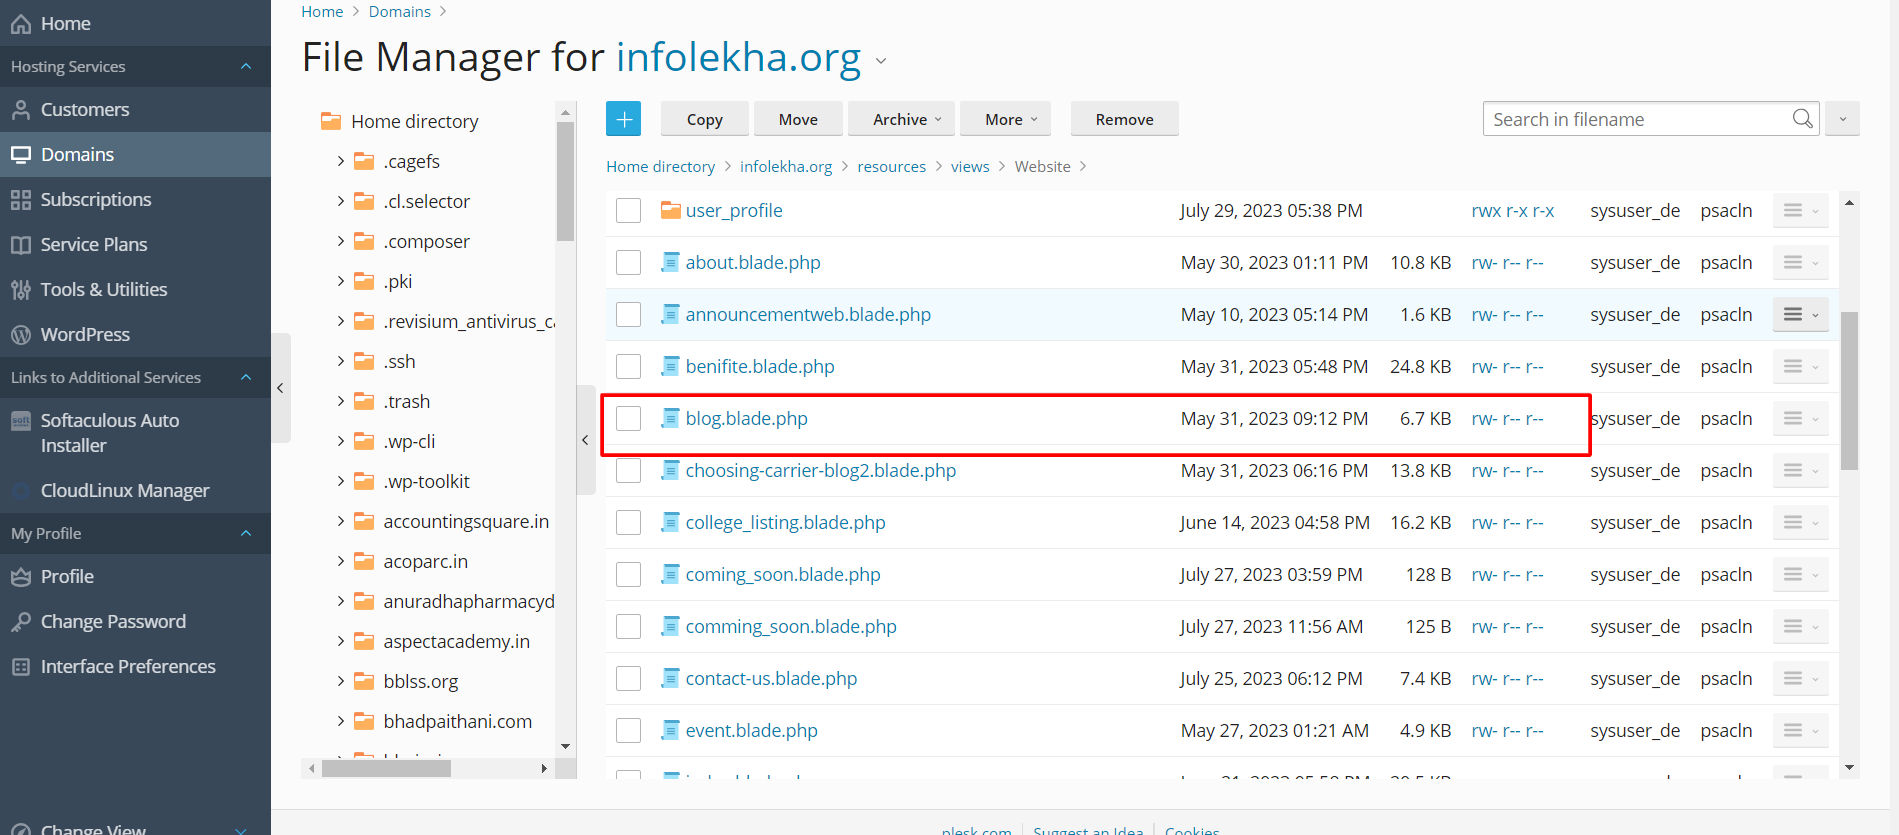 Home
Hosting Services
Customers
Domains
Subscriptions
Service Plans
Tools & Utilities
WordPress
Links to Additional Services
soft
Softaculous Auto
Installer
CloudLinux Manager
My Profile
Profile
Change Password
Interface Preferences
Change View
Home > Domains >
File Manager for infolekha.org
Home directory
.cagefs
.cl.selector
.composer
.pki
.revisium_antivirus_ca
.ssh
.trash
.wp-cli
.wp-toolkit
accountingsquare.in
acoparc.in
anuradhapharmacyd
aspectacademy.in
bblss.org
bhadpaithani.com
+ Copy Move Archive More Remove Search in filename
Home directory > infolekha.org > resources > views > Website >
user_profile July 29, 2023 05:38 PM rwx r-x r-x sysuser_de psacln
about.blade.php May 30, 2023 01:11 PM 10.8 KB rw- r-- r-- sysuser_de psacln
announcementweb.blade.php May 10, 2023 05:14 PM 1.6 KB rw- r-- r-- sysuser_de psacln
benifite.blade.php May 31, 2023 05:48 PM 24.8 KB rw- r-- r-- sysuser_de psacln
blog.blade.php May 31, 2023 09:12 PM 6.7 KB rw- r-- r-- sysuser_de psacln
choosing-carrier-blog2.blade.php May 31, 2023 06:16 PM 13.8 KB rw- r-- r-- sysuser_de psacln
college_listing.blade.php June 14, 2023 04:58 PM 16.2 KB rw- r-- r-- sysuser_de psacln
coming_soon.blade.php July 27, 2023 03:59 PM 128 B rw- r-- r-- sysuser_de psacln
comming_soon.blade.php July 27, 2023 11:56 AM 125 B rw- r-- r-- sysuser_de psacln
contact-us.blade.php July 25, 2023 06:12 PM 7.4 KB rw- r-- r-- sysuser_de psacln
event.blade.php May 27, 2023 01:21 AM 4.9 KB rw- r-- r-- sysuser_de psacln
plesk.com Suggest an Idea Cookies